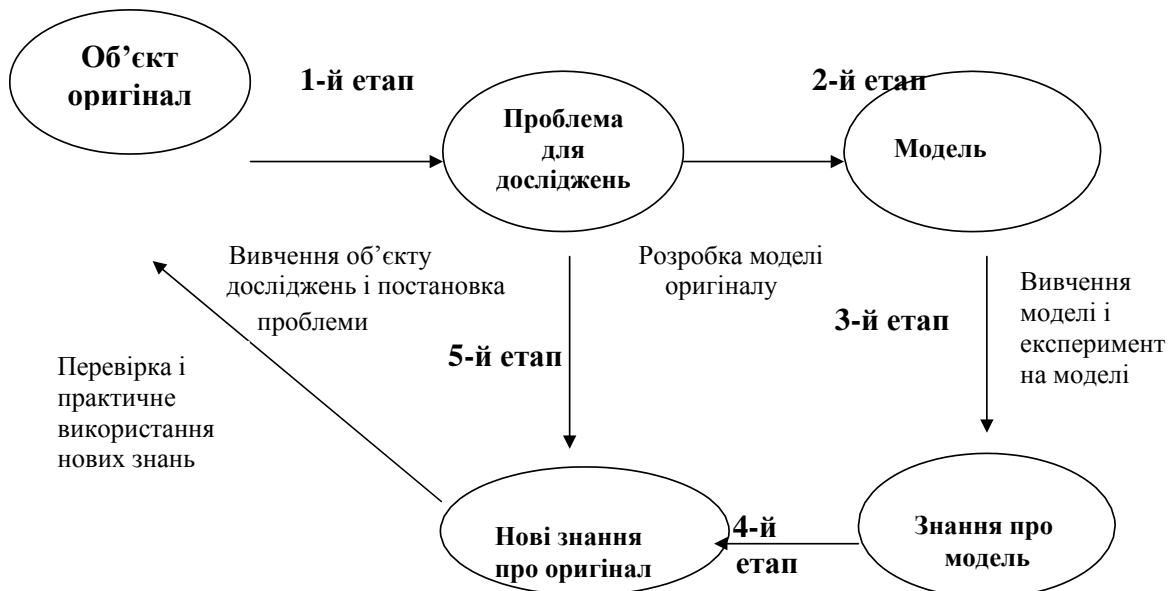 Об’єкт
оригінал
1-й етап
Проблема
для
досліджень
2-й етап
Модель
Вивчення об’єкту
досліджень і постановка
проблеми
Розробка моделі
оригіналу
3-й етап
Вивчення
моделі і
експеримент
на моделі
5-й етап
Перевірка і
практичне
використання
нових знань
Нові знання
про оригінал
4-й
етап
Знання про
модель